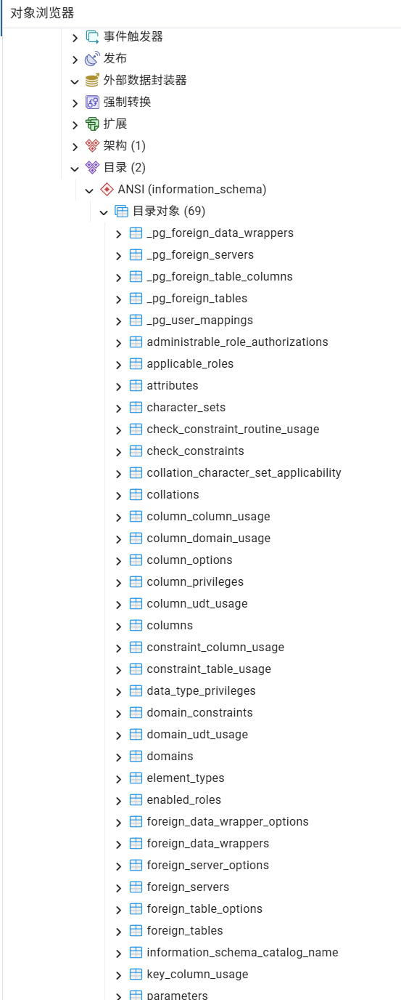 对象浏览器
事件触发器
发布
外部数据封装器
强制转换
扩展
架构 (1)
目录 (2)
ANSI (information_schema)
目录对象 (69)
_pg_foreign_data_wrappers
_pg_foreign_servers
_pg_foreign_table_columns
_pg_foreign_tables
_pg_user_mappings
administrable_role_authorizations
applicable_roles
attributes
character_sets
check_constraint_routine_usage
check_constraints
collation_character_set_applicability
collations
column_column_usage
column_domain_usage
column_options
column_privileges
column_udt_usage
columns
constraint_column_usage
constraint_table_usage
data_type_privileges
domain_constraints
domain_udt_usage
domains
element_types
enabled_roles
foreign_data_wrapper_options
foreign_data_wrappers
foreign_server_options
foreign_servers
foreign_table_options
foreign_tables
information_schema_catalog_name
key_column_usage
parameters